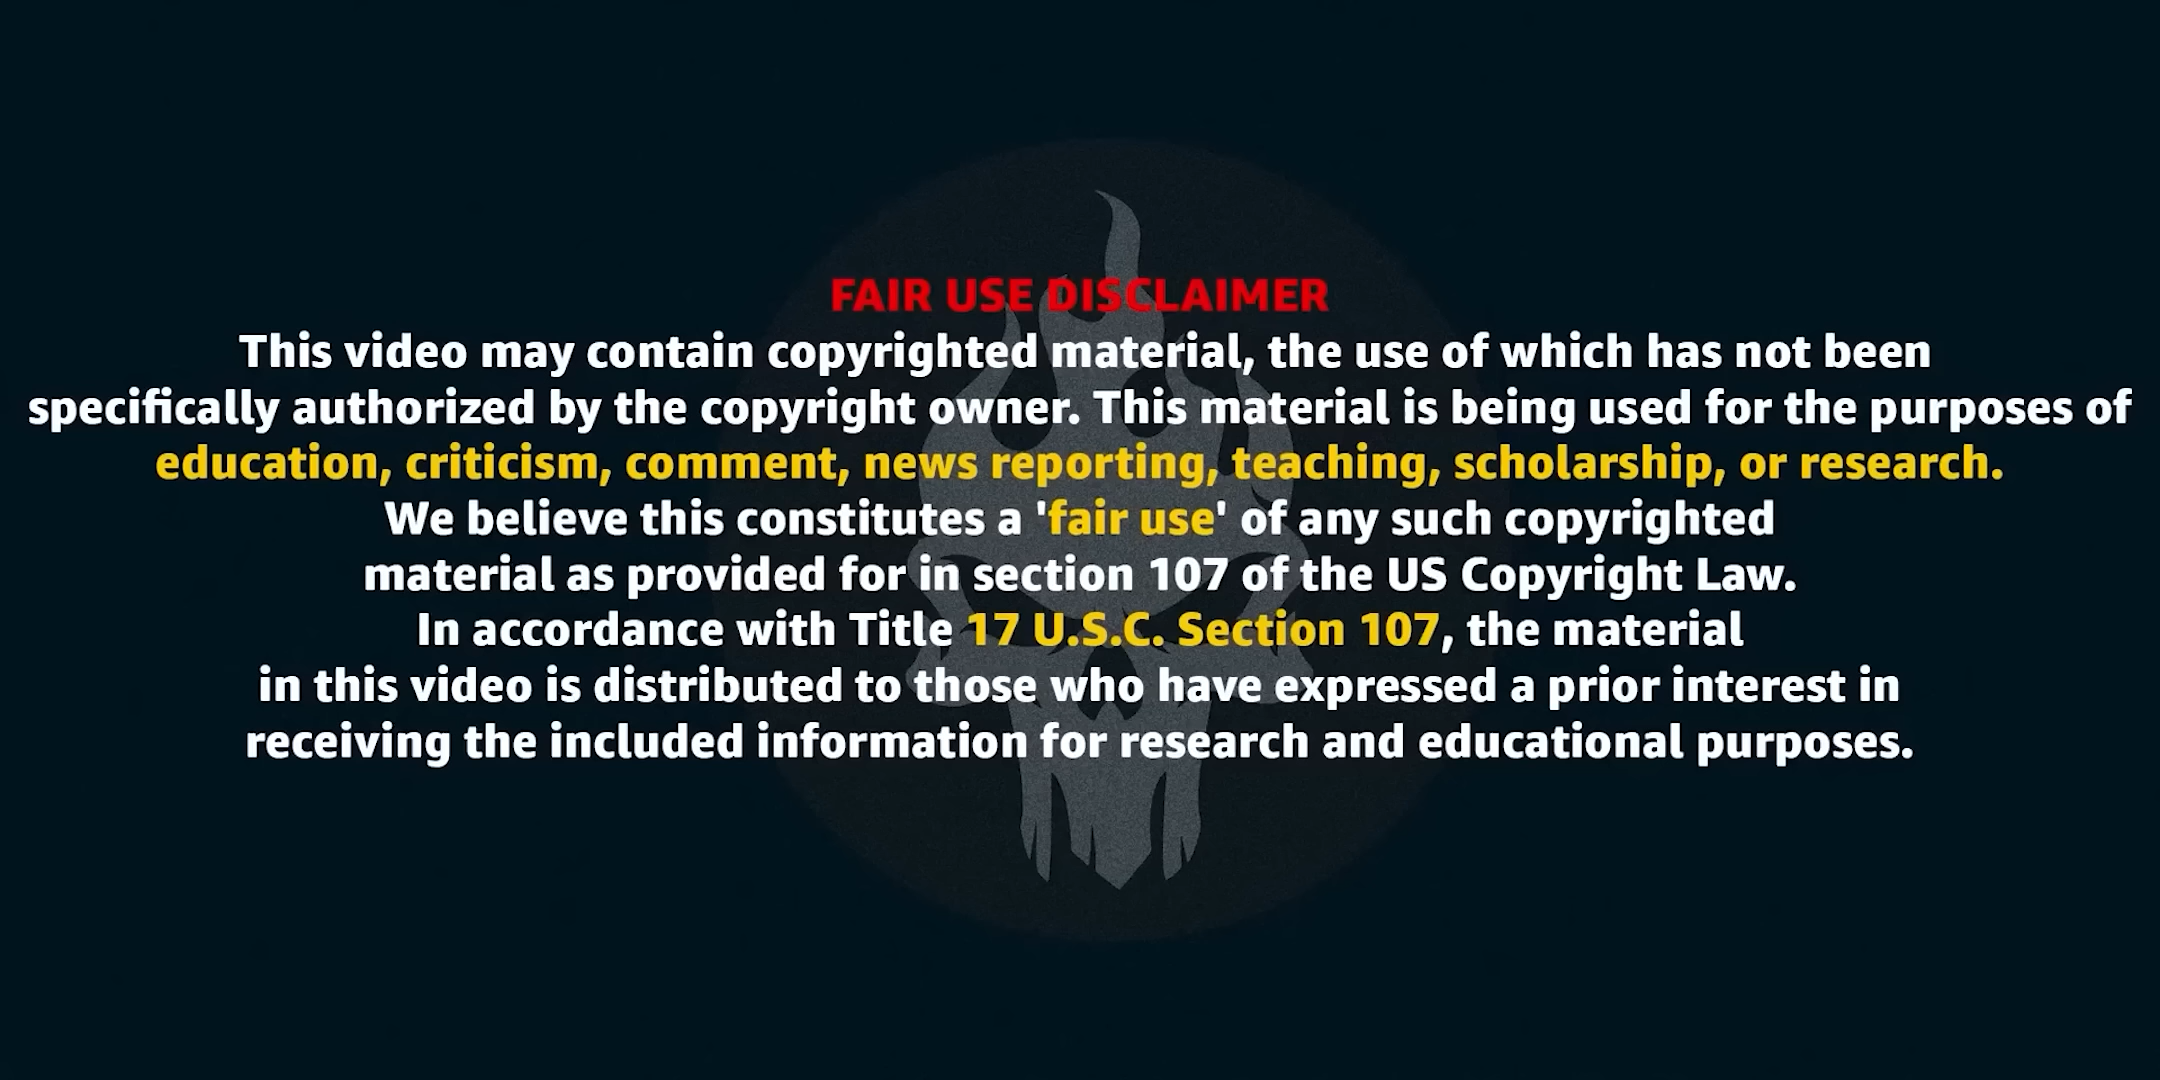 FAIR USE DISCLAIMER
This video may contain copyrighted material, the use of which has not been
specifically authorized by the copyright owner. This material is being used for the purposes of
education, criticism, comment, news reporting, teaching, scholarship, or research.
We believe this constitutes a 'fair use' of any such copyrighted
material as provided for in section 107 of the US Copyright Law.
In accordance with Title 17 U.S.C. Section 107, the material
in this video is distributed to those who have expressed a prior interest in
receiving the included information for research and educational purposes.